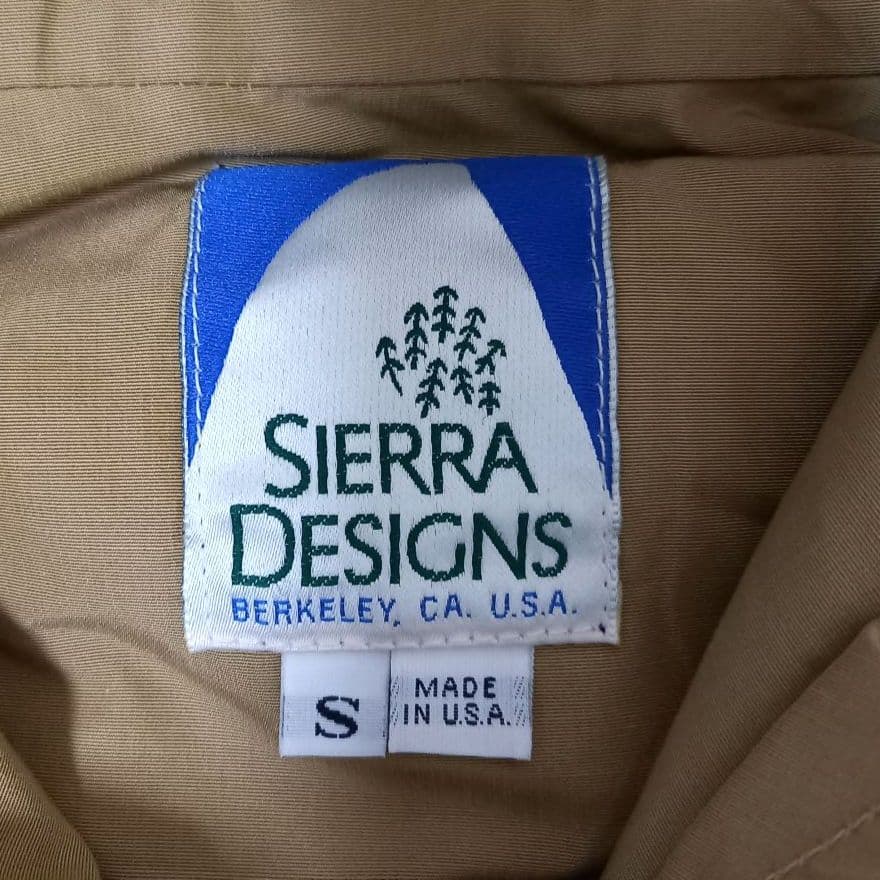 SIERRA
DESIGNS
BERKELEY, CA. U.S.A.
S
MADE
IN U.S.A.